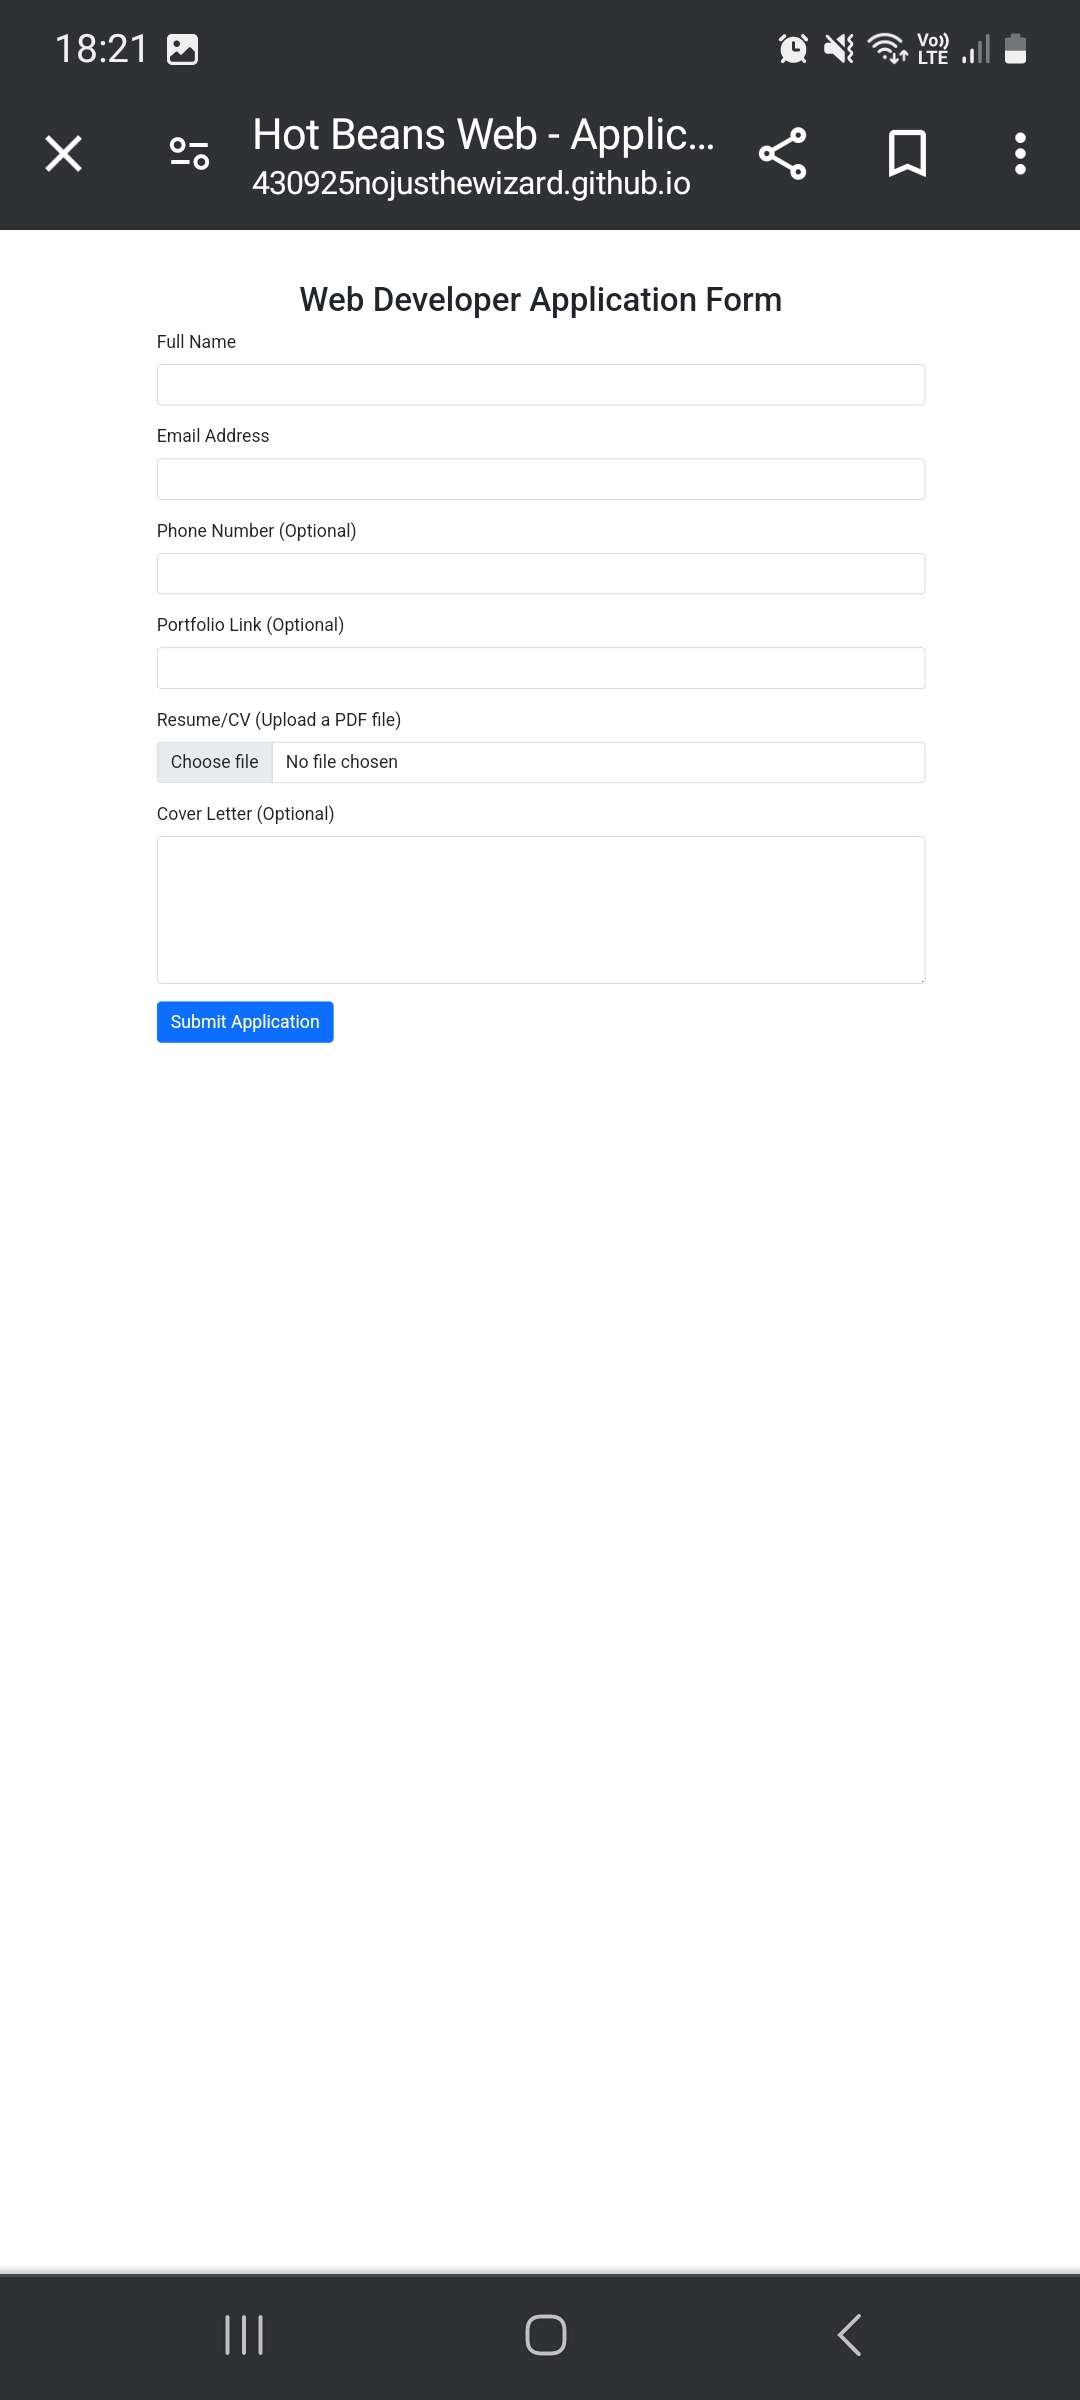 18:21
Vo)) LTE
Hot Beans Web - Applic...
430925nojusthewizard.github.io
Web Developer Application Form
Full Name
Email Address
Phone Number (Optional)
Portfolio Link (Optional)
Resume/CV (Upload a PDF file)
Choose file No file chosen
Cover Letter (Optional)
Submit Application